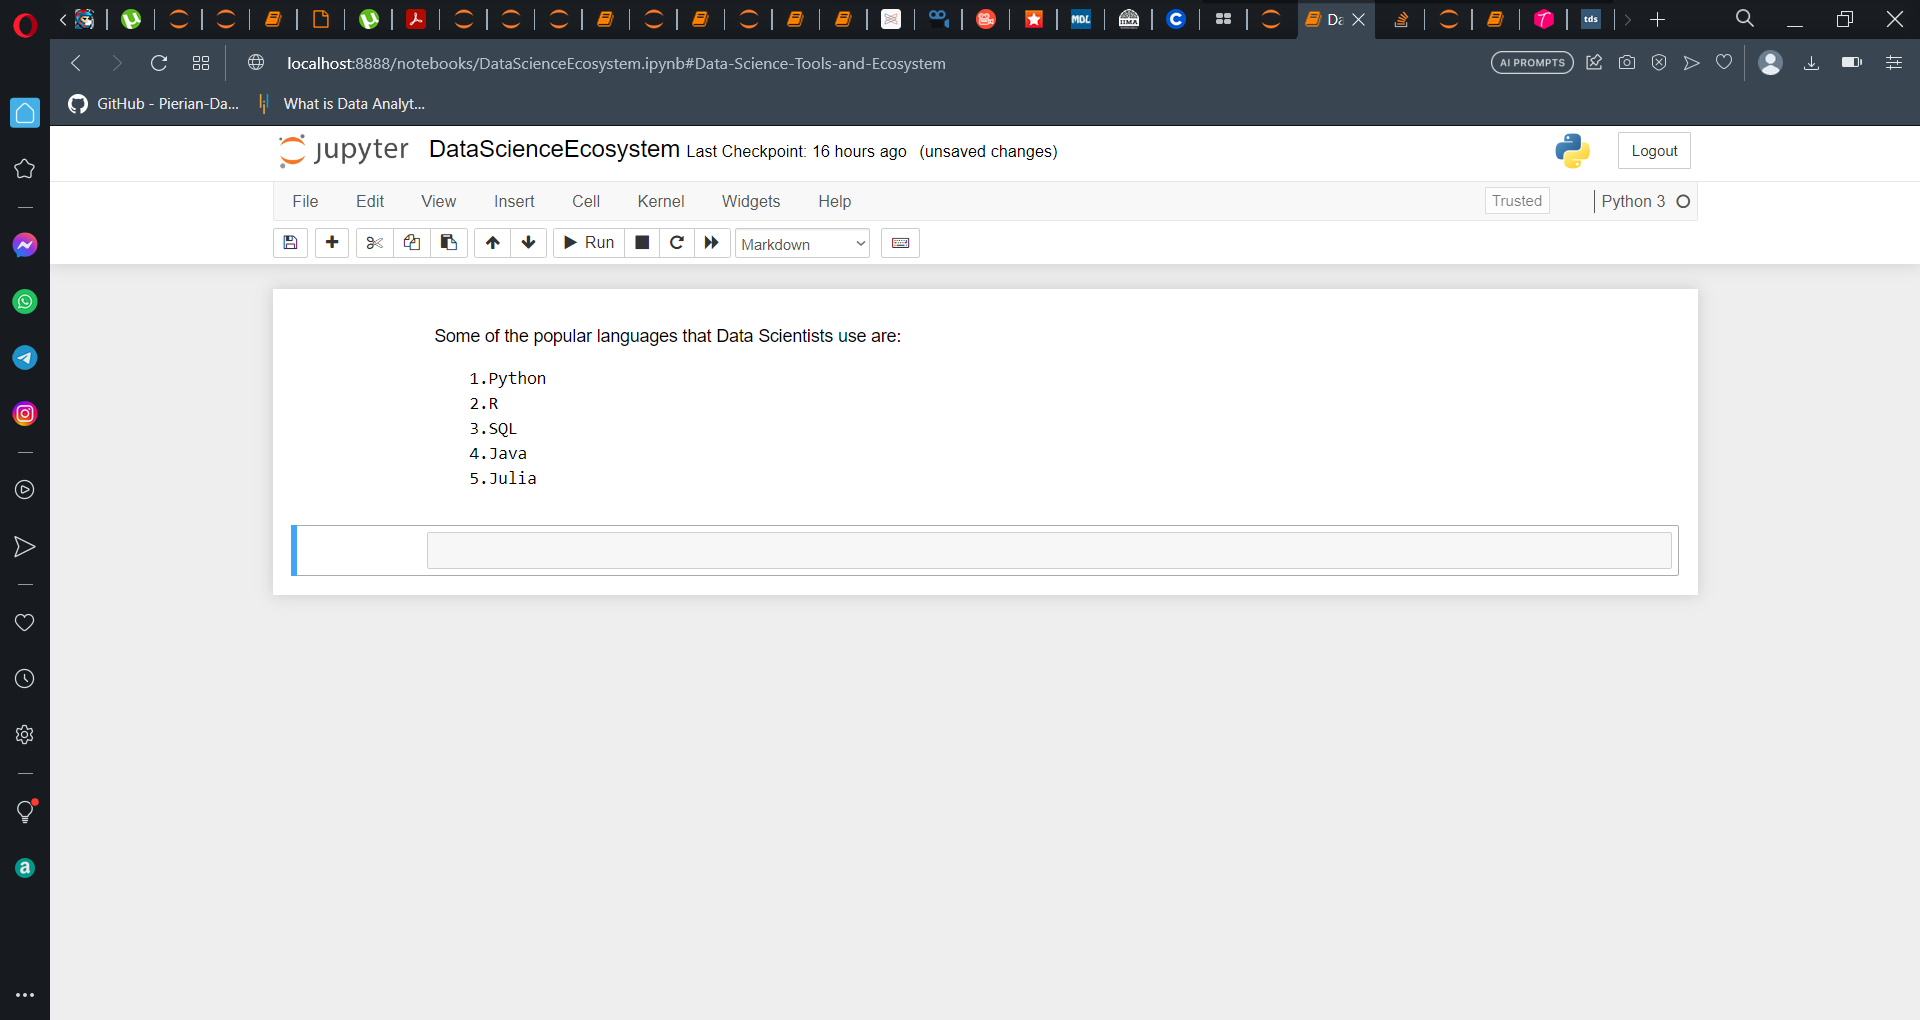 MDL
IIMA
C
Da
tds
localhost:8888/notebooks/DataScienceEcosystem.ipynb#Data-Science-Tools-and-Ecosystem
AI PROMPTS
GitHub - Pierian-Da...
What is Data Analyt...
jupyter DataScienceEcosystem Last Checkpoint: 16 hours ago (unsaved changes)
Logout
File Edit View Insert Cell Kernel Widgets Help
Trusted
Python 3
Run
Markdown
Some of the popular languages that Data Scientists use are:
1.Python
2.R
3.SQL
4.Java
5.Julia
a